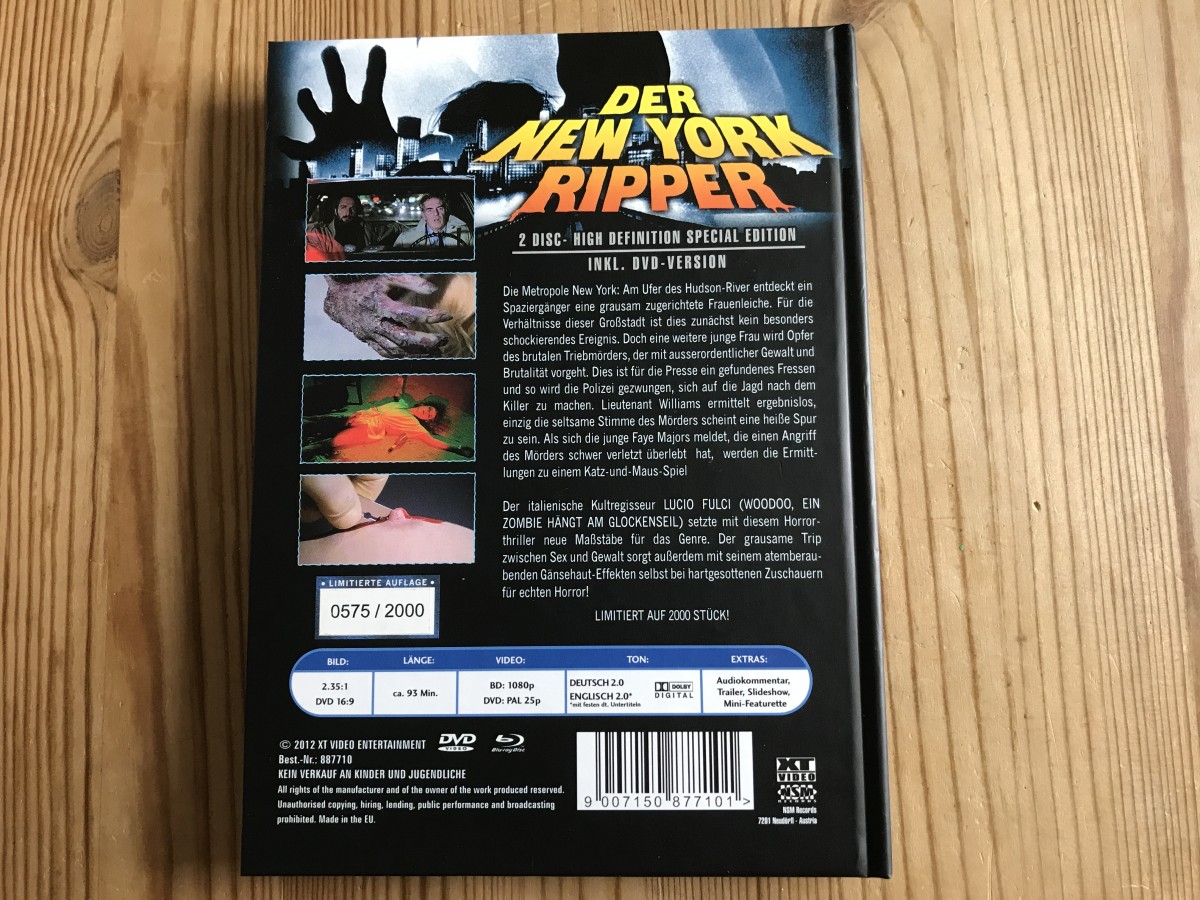 DER
NEW YORK
RIPPER
2 DISC- HIGH DEFINITION SPECIAL EDITION
INKL. DVD-VERSION
Die Metropole New York: Am Ufer des Hudson-River entdeckt ein
Spaziergänger eine grausam zugerichtete Frauenleiche. Für die
Verhältnisse dieser Großstadt ist dies zunächst kein besonders
schockierendes Ereignis. Doch eine weitere junge Frau wird Opfer
des brutalen Triebmörders, der mit ausserordentlicher Gewalt und
Brutalität vorgeht. Dies ist für die Presse ein gefundenes Fressen
und so wird die Polizei gezwungen, sich auf die Jagd nach dem
Killer zu machen. Lieutenant Williams ermittelt ergebnislos,
einzig die seltsame Stimme des Mörders scheint eine heiße Spur
zu sein. Als sich die junge Faye Majors meldet, die einen Angriff
des Mörders schwer verletzt überlebt hat, werden die Ermitt-
lungen zu einem Katz-und-Maus-Spiel
Der italienische Kultregisseur LUCIO FULCI (WOODOO, EIN
ZOMBIE HÄNGT AM GLOCKENSEIL) setzte mit diesem Horror-
thriller neue Maßstäbe für das Genre. Der grausame Trip
zwischen Sex und Gewalt sorgt außerdem mit seinem atemberau-
benden Gänsehaut-Effekten selbst bei hartgesottenen Zuschauern
für echten Horror!
LIMITIERT AUF 2000 STÜCK!
• LIMITIERTE AUFLAGE •
0575 / 2000
BILD:
2.35:1
DVD 16:9
LÄNGE:
ca. 93 Min.
VIDEO:
BD: 1080p
DVD: PAL 25p
TON:
DEUTSCH 2.0
ENGLISCH 2.0*
*mit festen dt. Untertiteln
DOLBY
DIGITAL
EXTRAS:
Audiokommentar,
Trailer, Slideshow,
Mini-Featurette
© 2012 XT VIDEO ENTERTAINMENT
DVD
VIDEO
Blu-ray Disc
Best.-Nr.: 887710
KEIN VERKAUF AN KINDER UND JUGENDLICHE
All rights of the manufacturer and of the owner of the work produced reserved.
Unauthorised copying, hiring, lending, public performance and broadcasting
prohibited. Made in the EU.
9 007150 877101 >
XT
VIDEO
NSM
RECORDS
NSM Records
7201 Neudörfl - Austria